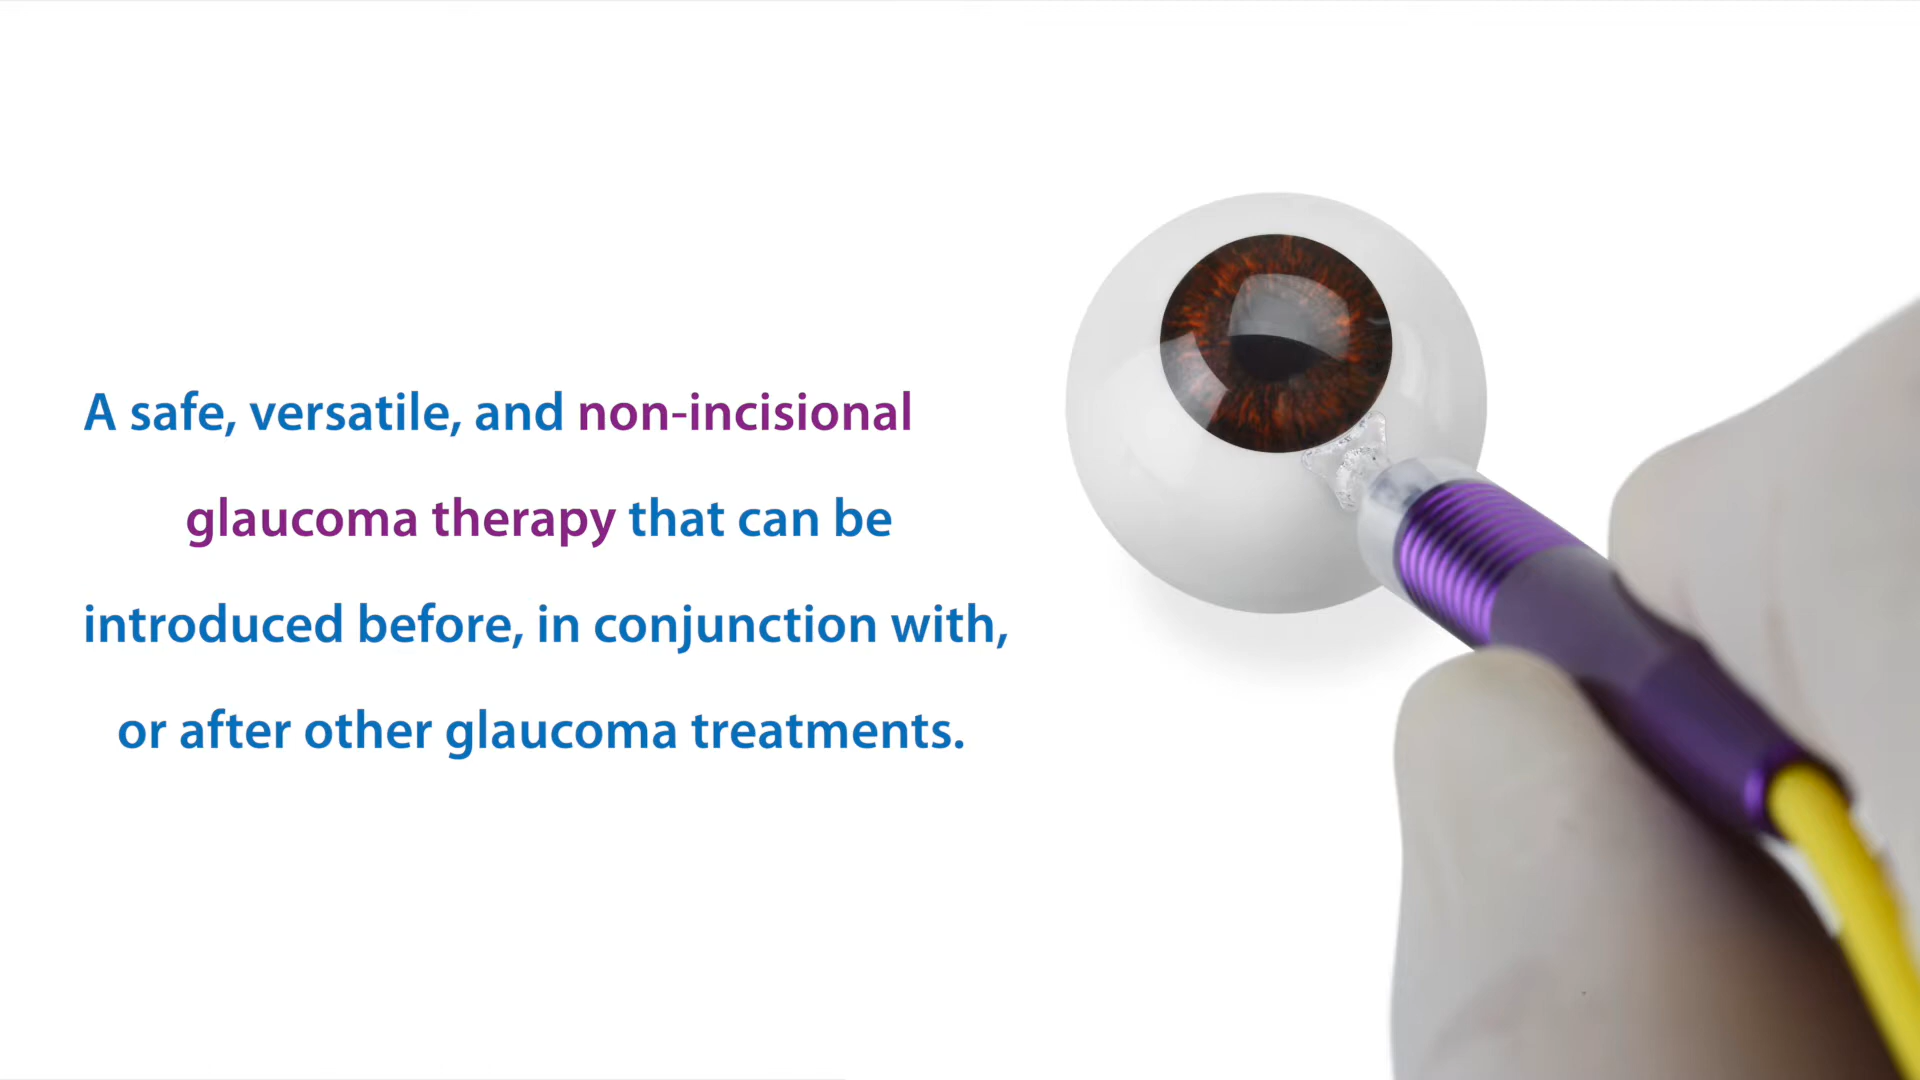 A safe, versatile, and non-incisional
glaucoma therapy that can be
introduced before, in conjunction with,
or after other glaucoma treatments.